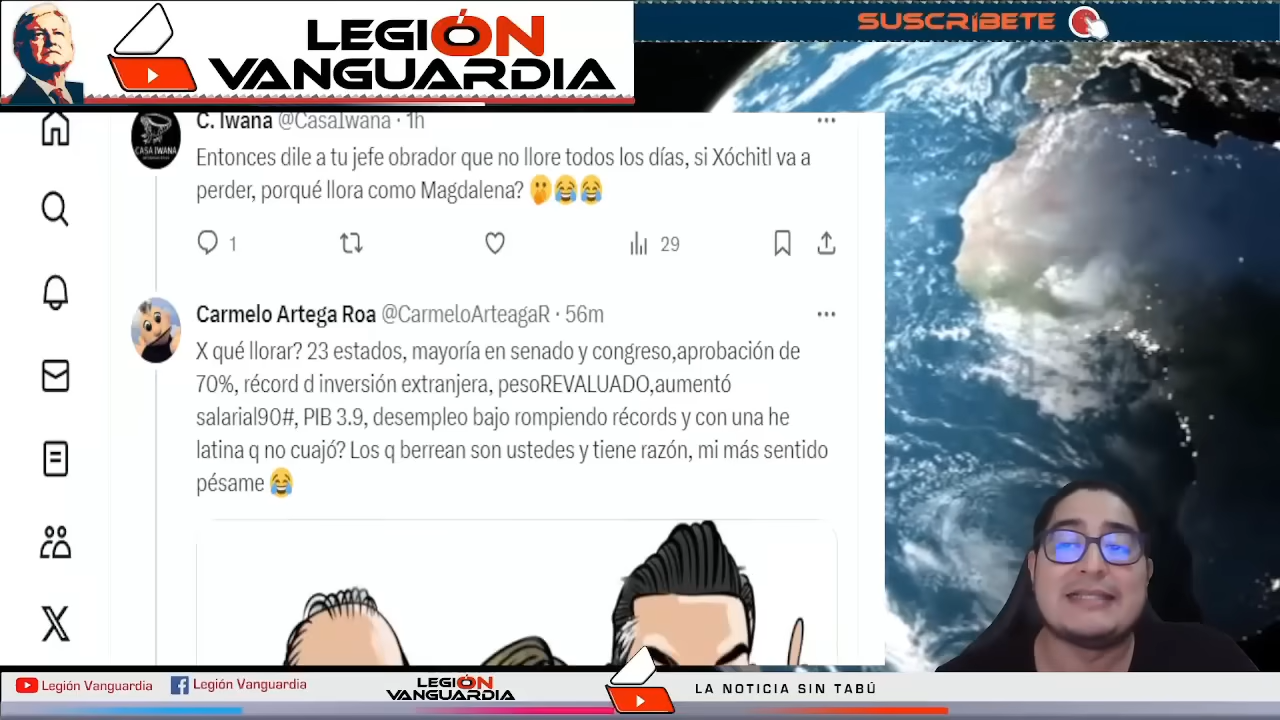 LEGIÓN
VANGUARDIA
SUSCRÍBETE
C. Iwana @CasaIwana · 1h
CASA IWANA
Entonces dile a tu jefe obrador que no llore todos los días, si Xóchitl va a
perder, porqué llora como Magdalena? 🤭😂😂
1
29
Carmelo Artega Roa @CarmeloArteagaR · 56m
X qué llorar? 23 estados, mayoría en senado y congreso,aprobación de
70%, récord d inversión extranjera, pesoREVALUADO,aumentó
salarial90#, PIB 3.9, desempleo bajo rompiendo récords y con una he
latina q no cuajó? Los q berrean son ustedes y tiene razón, mi más sentido
pésame 😂
Legión Vanguardia
Legión Vanguardia
LEGIÓN
VANGUARDIA
LA NOTICIA SIN TABÚ